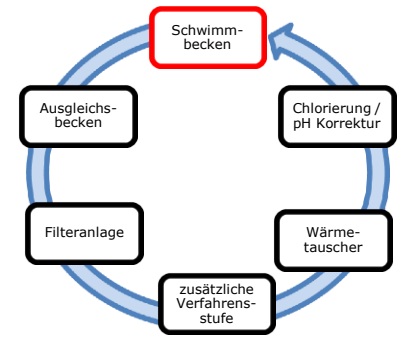 Schwimm-
becken
Ausgleichs-
becken
Chlorierung /
pH Korrektur
Filteranlage
Wärme-
tauscher
zusätzliche
Verfahrens-
stufe